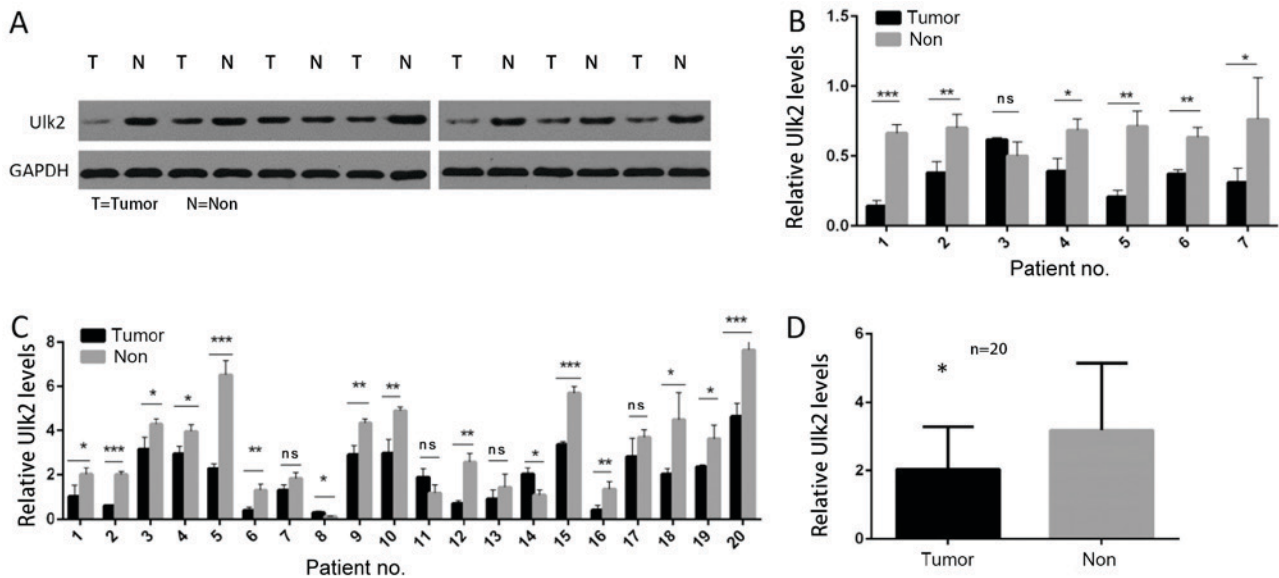 A
T N T N T N T N T N T N T N
Ulk2
GAPDH
T=Tumor N=Non
B
Tumor
Non
Relative Ulk2 levels
1.5
1.0
0.5
0.0
*** ** ns * ** ** *
1 2 3 4 5 6 7
Patient no.
C
Tumor
Non
Relative Ulk2 levels
8
6
4
2
0
* *** * * *** ** ns * ** ** ns ** ns * *** ** ns * * ***
1 2 3 4 5 6 7 8 9 10 11 12 13 14 15 16 17 18 19 20
Patient no.
D
Relative Ulk2 levels
6
4
2
0
n=20
*
Tumor Non